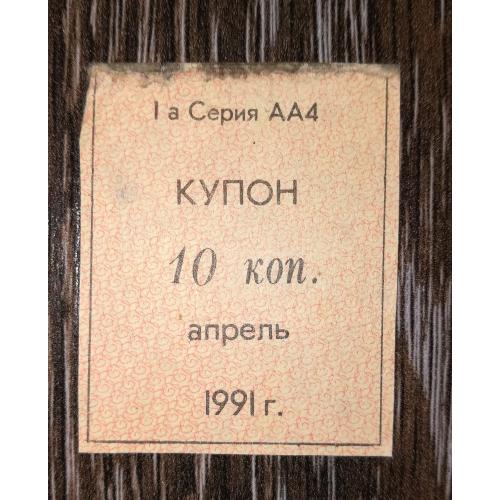 I а Серия АА4
КУПОН
10 коп.
апрель
1991 г.